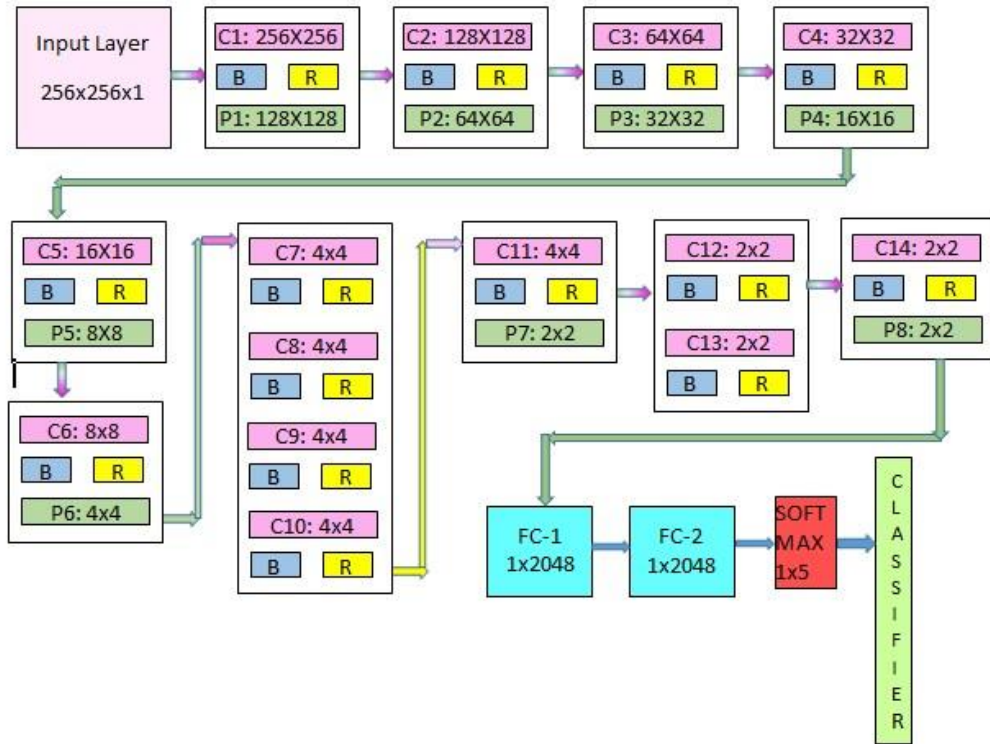 Input Layer
256x256x1
C1: 256X256
B R
P1: 128X128
C2: 128X128
B R
P2: 64X64
C3: 64X64
B R
P3: 32X32
C4: 32X32
B R
P4: 16X16
C5: 16X16
B R
P5: 8X8
C6: 8x8
B R
P6: 4x4
C7: 4x4
B R
C8: 4x4
B R
C9: 4x4
B R
C10: 4x4
B R
C11: 4x4
B R
P7: 2x2
C12: 2x2
B R
C13: 2x2
B R
C14: 2x2
B R
P8: 2x2
FC-1
1x2048
FC-2
1x2048
SOFT
MAX
1x5
C
L
A
S
S
I
F
I
E
R